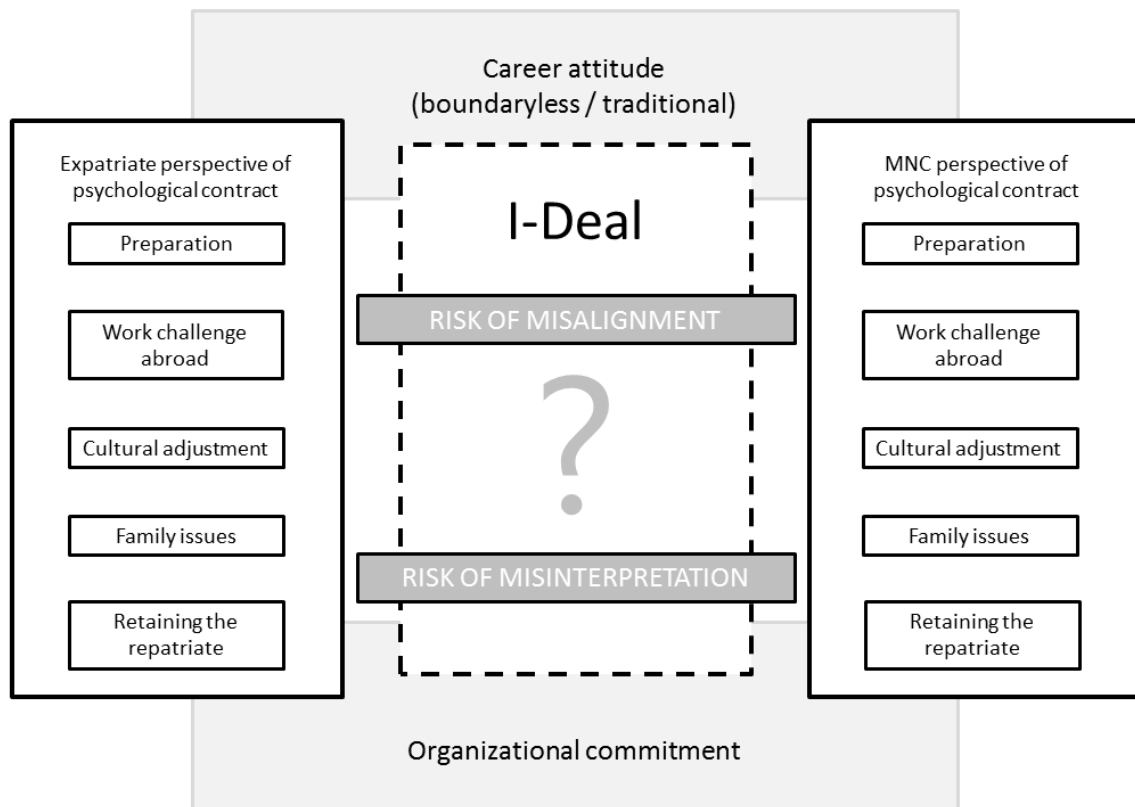 Career attitude
(boundaryless / traditional)
Expatriate perspective of
psychological contract
Preparation
Work challenge
abroad
Cultural adjustment
Family issues
Retaining the
repatriate
I-Deal
RISK OF MISALIGNMENT
?
RISK OF MISINTERPRETATION
MNC perspective of
psychological contract
Preparation
Work challenge
abroad
Cultural adjustment
Family issues
Retaining the
repatriate
Organizational commitment